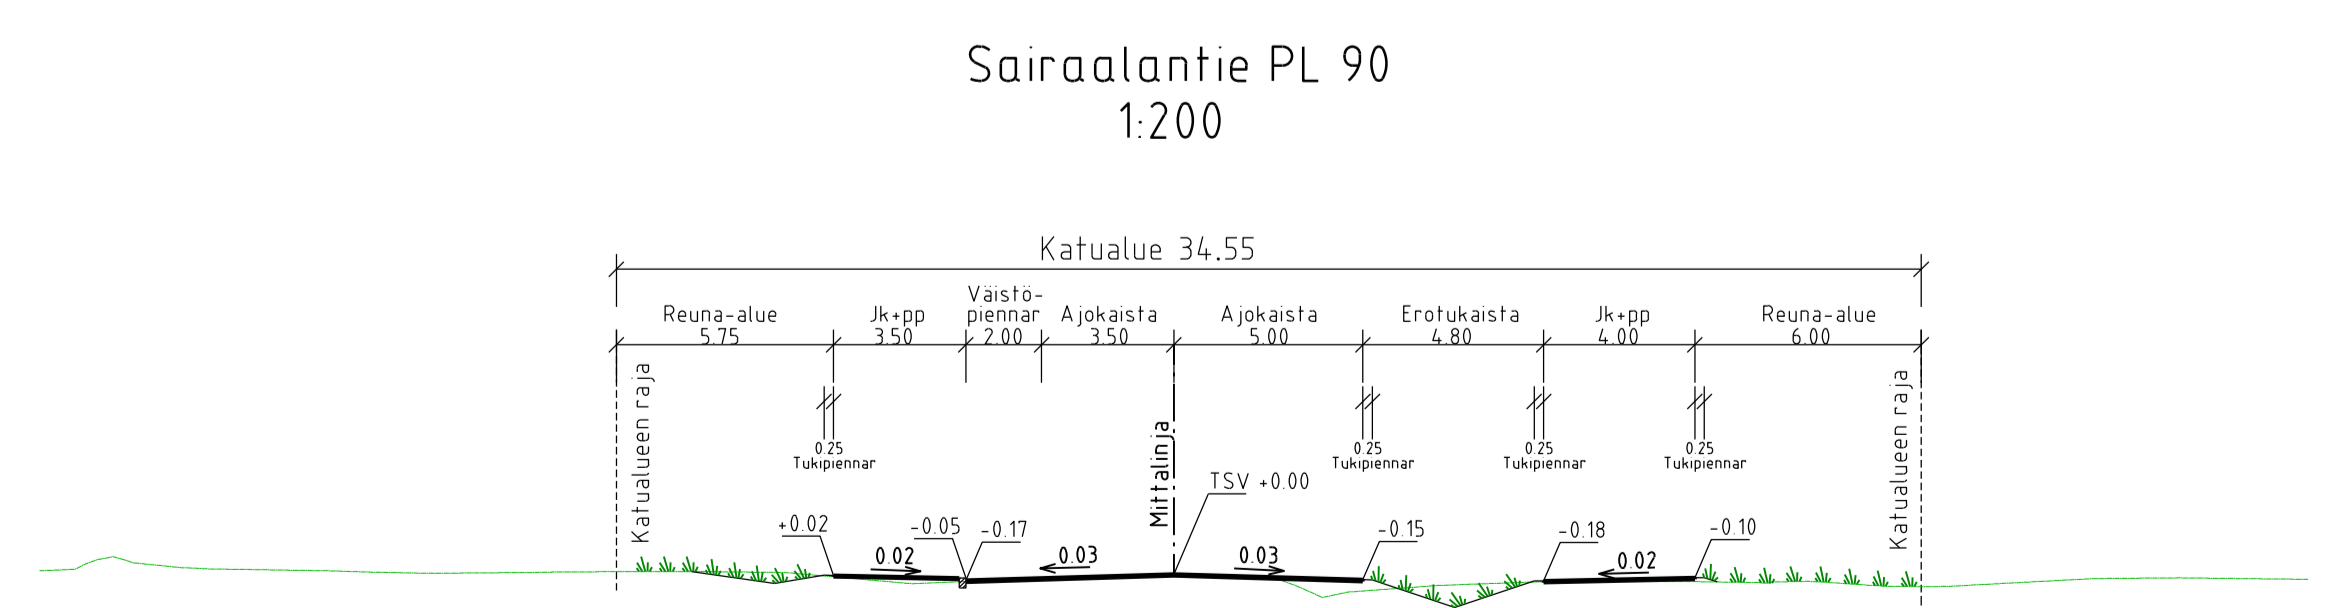 Sairaalantie PL 90
1:200
Katualue 34.55
Reuna-alue
5.75
Jk+pp
3.50
Väistö-
piennar
2.00
Ajokaista
3.50
Ajokaista
5.00
Erotukaista
4.80
Jk+pp
4.00
Reuna-alue
6.00
Katualueen raja
0.25
Tukipiennar
Mittalinja
0.25
Tukipiennar
0.25
Tukipiennar
0.25
Tukipiennar
Katualueen raja
TSV +0.00
+0.02
-0.05
-0.17
-0.15
-0.18
-0.10
0.02
0.03
0.03
0.02